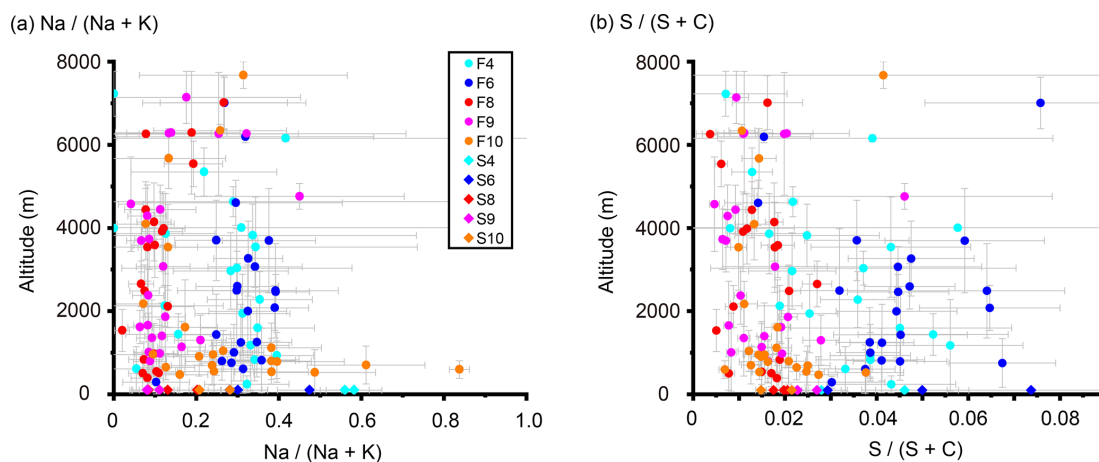 (a) Na / (Na + K)
8000
6000
4000
2000
0
Altitude (m)
0
0.2
0.4
0.6
0.8
1.0
Na / (Na + K)
F4
F6
F8
F9
F10
S4
S6
S8
S9
S10
(b) S / (S + C)
8000
6000
4000
2000
0
Altitude (m)
0
0.02
0.04
0.06
0.08
S / (S + C)